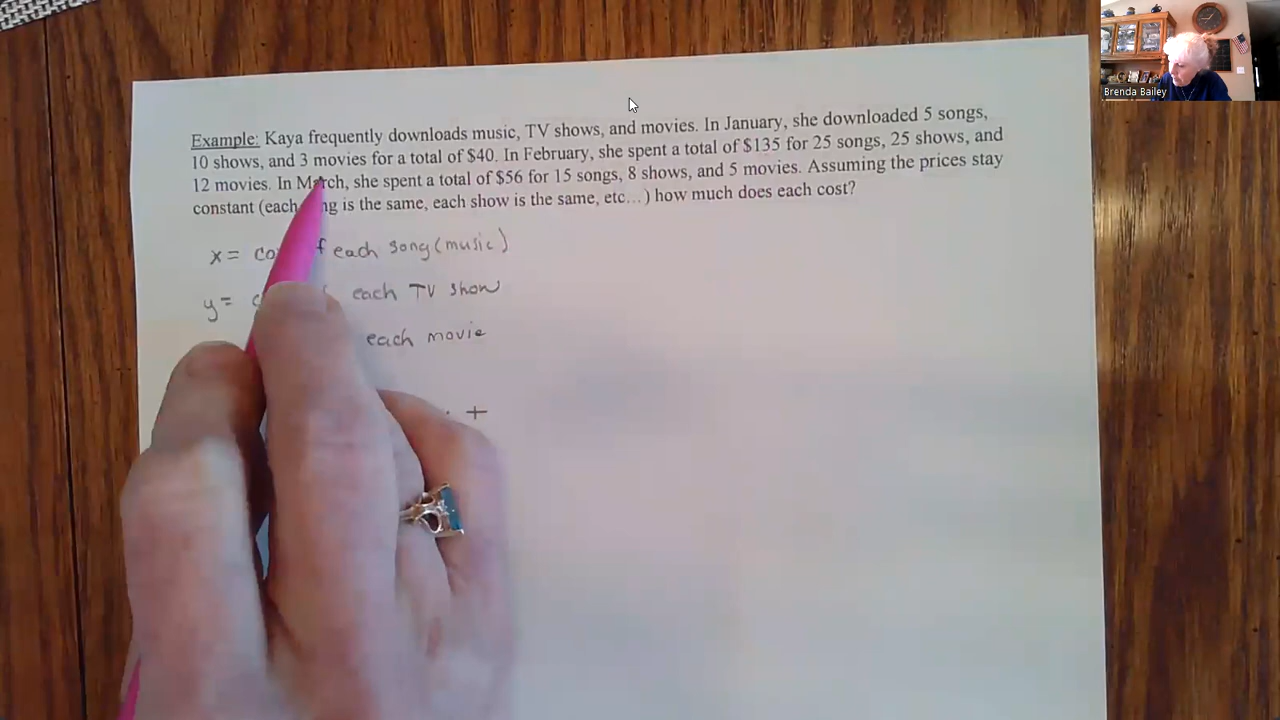 Brenda Bailey
Example: Kaya frequently downloads music, TV shows, and movies. In January, she downloaded 5 songs,
10 shows, and 3 movies for a total of $40. In February, she spent a total of $135 for 25 songs, 25 shows, and
12 movies. In March, she spent a total of $56 for 15 songs, 8 shows, and 5 movies. Assuming the prices stay
constant (each is the same, each show is the same, etc…) how much does each cost?
x = each song (music)
y = each TV show
each movie
+